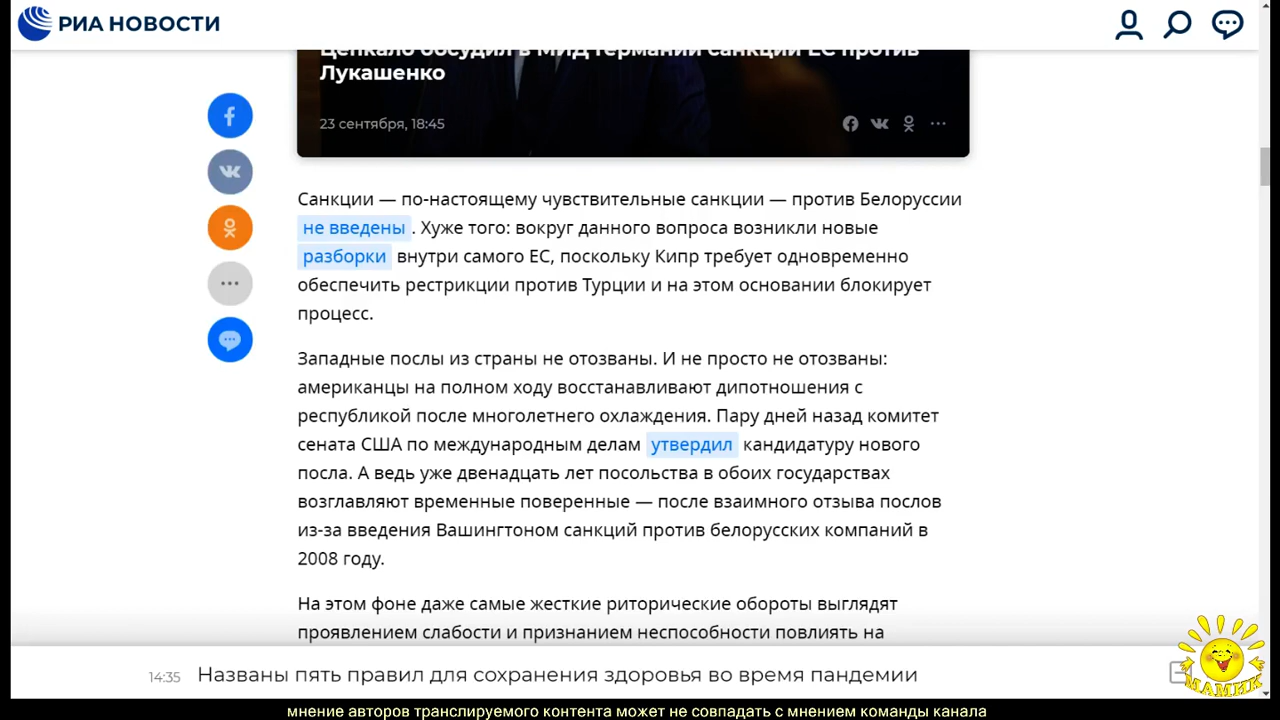 РИА НОВОСТИ
Цепкало обсудил в МИД Германии санкции ЕС против
Лукашенко
23 сентября, 18:45
Санкции — по-настоящему чувствительные санкции — против Белоруссии
не введены . Хуже того: вокруг данного вопроса возникли новые
разборки внутри самого ЕС, поскольку Кипр требует одновременно
обеспечить рестрикции против Турции и на этом основании блокирует
процесс.
Западные послы из страны не отозваны. И не просто не отозваны:
американцы на полном ходу восстанавливают дипотношения с
республикой после многолетнего охлаждения. Пару дней назад комитет
сената США по международным делам утвердил кандидатуру нового
посла. А ведь уже двенадцать лет посольства в обоих государствах
возглавляют временные поверенные — после взаимного отзыва послов
из-за введения Вашингтоном санкций против белорусских компаний в
2008 году.
На этом фоне даже самые жесткие риторические обороты выглядят
проявлением слабости и признанием неспособности повлиять на
14:35 Названы пять правил для сохранения здоровья во время пандемии
МАМИК
мнение авторов транслируемого контента может не совпадать с мнением команды канала